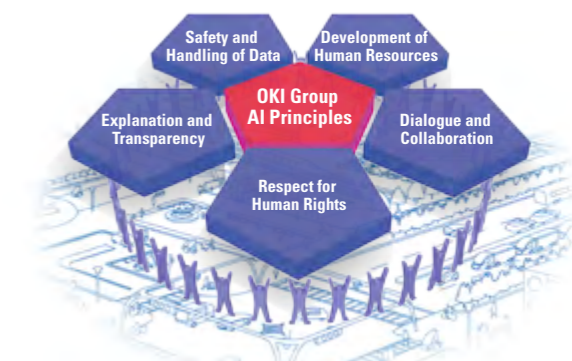 Safety and
Handling of Data
Development of
Human Resources
OKI Group
AI Principles
Explanation and
Transparency
Dialogue and
Collaboration
Respect for
Human Rights